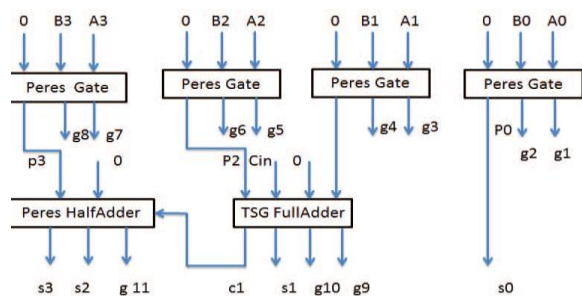 0 B3 A3 0 B2 A2 0 B1 A1 0 B0 A0
Peres Gate Peres Gate Peres Gate Peres Gate
g8 g7 g6 g5 g4 g3 P0 g2 g1
p3 0 P2 Cin 0
Peres HalfAdder TSG FullAdder
s3 s2 g 11 c1 s1 g10 g9 s0